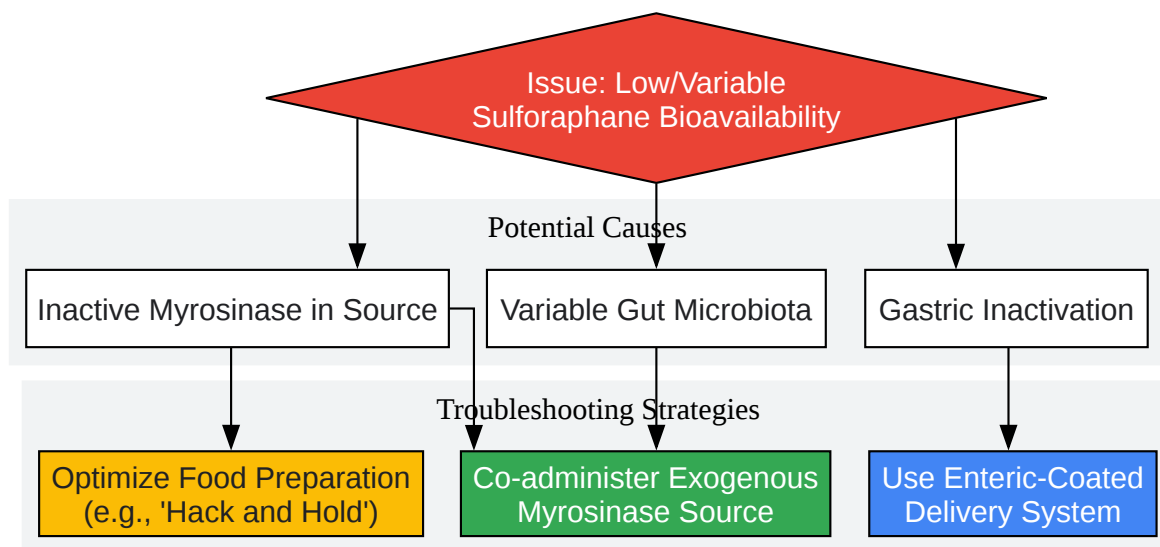 Issue: Low/Variable
Sulforaphane Bioavailability
Potential Causes
Inactive Myrosinase in Source
Variable Gut Microbiota
Gastric Inactivation
Troubleshooting Strategies
Optimize Food Preparation
(e.g., 'Hack and Hold')
Co-administer Exogenous
Myrosinase Source
Use Enteric-Coated
Delivery System